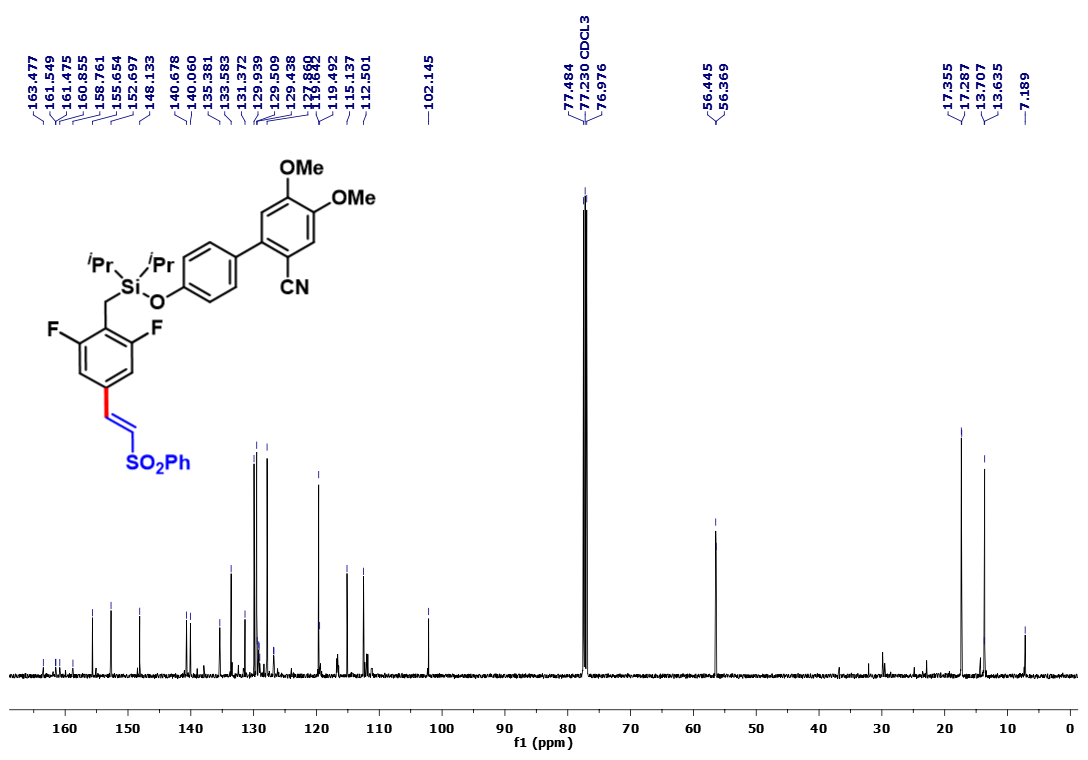 163.477
161.549
161.475
160.855
158.761
155.654
152.697
148.133
140.678
140.060
135.381
133.583
131.372
129.939
129.509
129.438
127.860
119.642
119.492
115.137
112.501
102.145
77.484
77.230 CDCL3
76.976
56.445
56.369
17.355
17.287
13.707
13.635
7.189
OMe
OMe
iPr
iPr
Si
O
CN
F
F
SO2Ph
160 150 140 130 120 110 100 90 80 70 60 50 40 30 20 10 0
f1 (ppm)